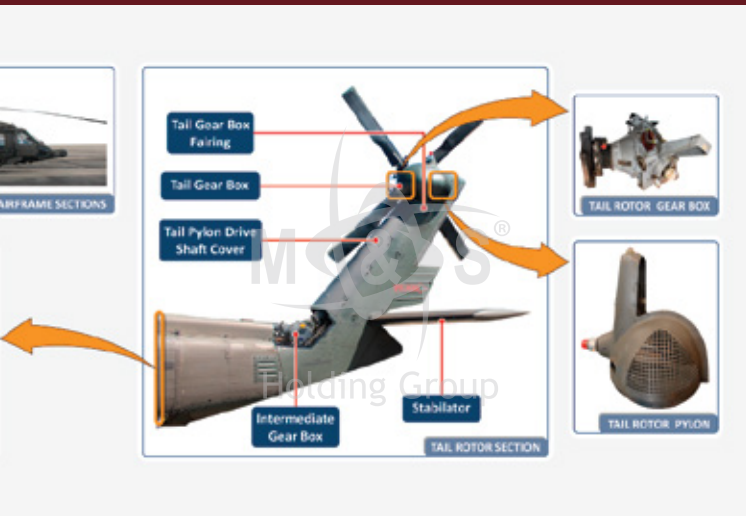 AIRFRAME SECTIONS
Tail Gear Box
Fairing
Tail Gear Box
Tail Pylon Drive
Shaft Cover
Intermediate
Gear Box
Stabilator
TAIL ROTOR SECTION
TAIL ROTOR GEAR BOX
TAIL ROTOR PYLON
M&S®
Holding Group